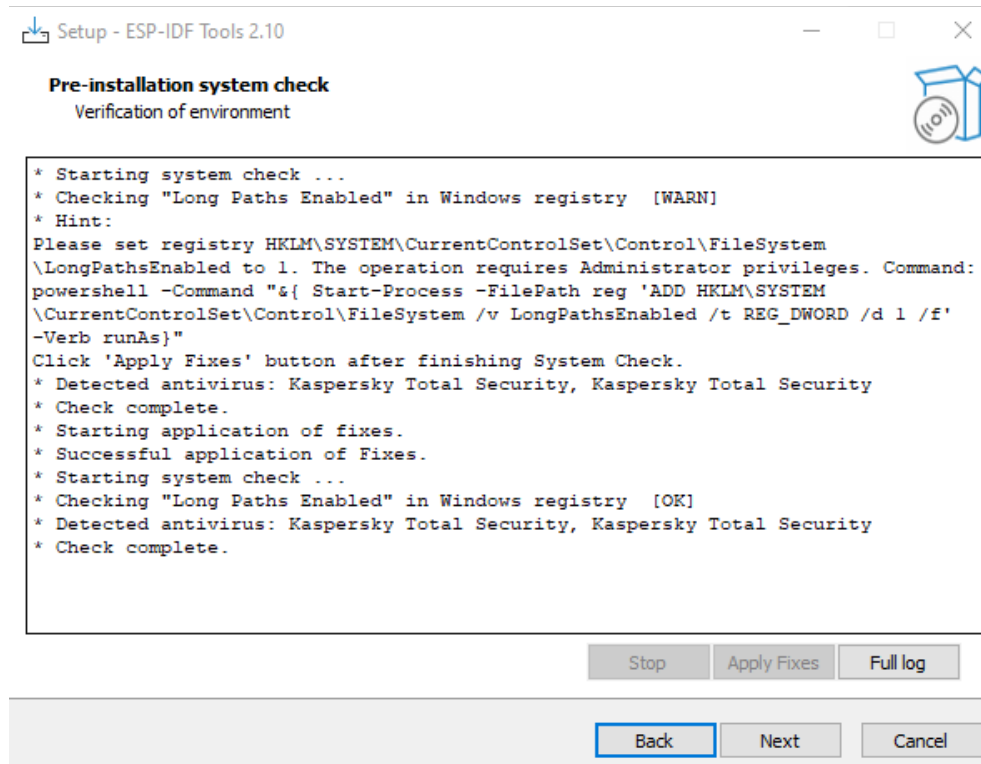 Setup - ESP-IDF Tools 2.10
Pre-installation system check
Verification of environment
* Starting system check ...
* Checking "Long Paths Enabled" in Windows registry  [WARN]
* Hint:
Please set registry HKLM\SYSTEM\CurrentControlSet\Control\FileSystem
\LongPathsEnabled to 1. The operation requires Administrator privileges. Command:
powershell -Command "&{ Start-Process -FilePath reg 'ADD HKLM\SYSTEM
\CurrentControlSet\Control\FileSystem /v LongPathsEnabled /t REG_DWORD /d 1 /f'
-Verb runAs}"
Click 'Apply Fixes' button after finishing System Check.
* Detected antivirus: Kaspersky Total Security, Kaspersky Total Security
* Check complete.
* Starting application of fixes.
* Successful application of Fixes.
* Starting system check ...
* Checking "Long Paths Enabled" in Windows registry  [OK]
* Detected antivirus: Kaspersky Total Security, Kaspersky Total Security
* Check complete.
Stop Apply Fixes Full log
Back Next Cancel